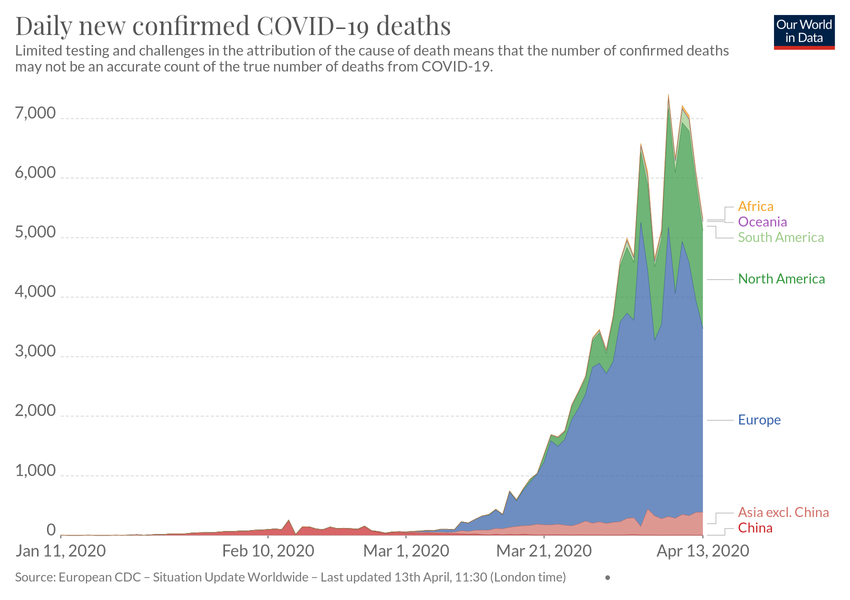 Daily new confirmed COVID-19 deaths
Our World
in Data
Limited testing and challenges in the attribution of the cause of death means that the number of confirmed deaths
may not be an accurate count of the true number of deaths from COVID-19.
7,000
6,000
5,000
4,000
3,000
2,000
1,000
0
Africa
Oceania
South America
North America
Europe
Asia excl. China
China
Jan 11, 2020
Feb 10, 2020
Mar 1, 2020
Mar 21, 2020
Apr 13, 2020
Source: European CDC – Situation Update Worldwide – Last updated 13th April, 11:30 (London time)